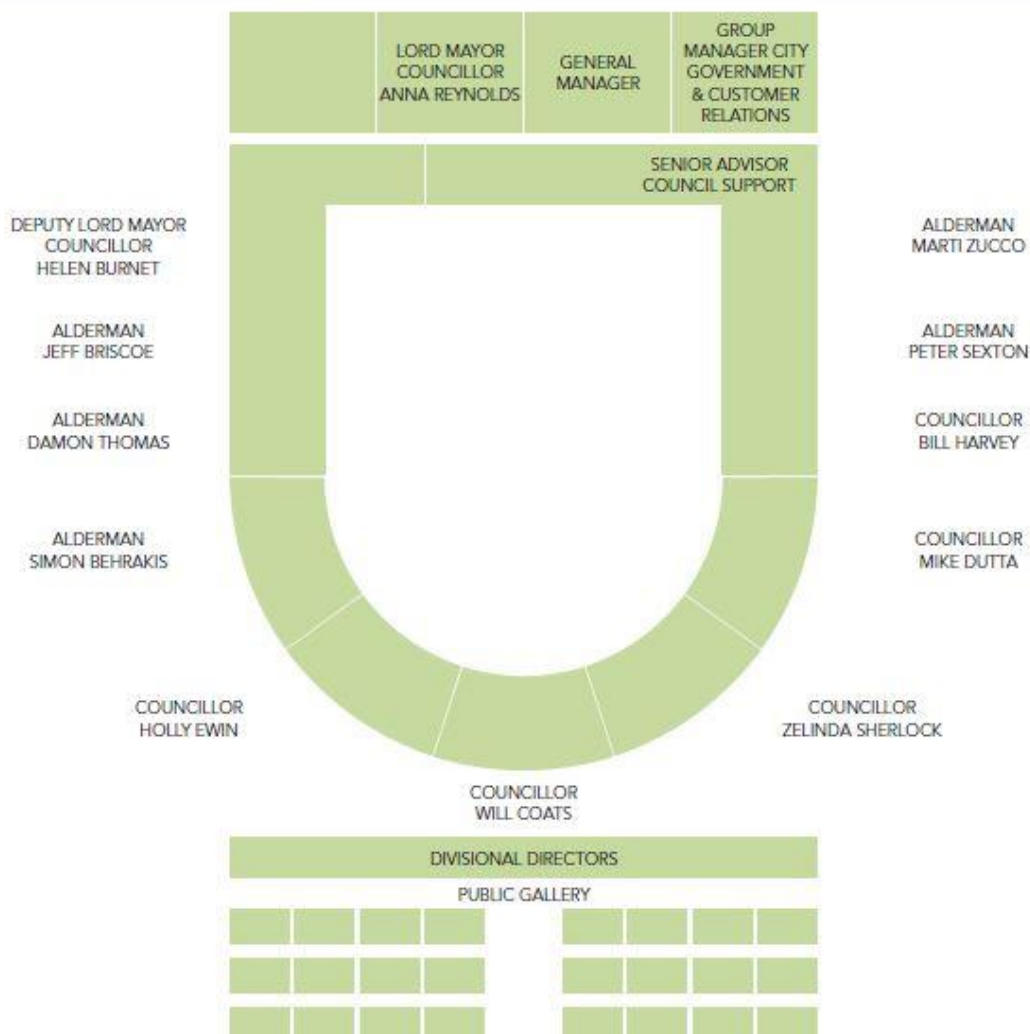 LORD MAYOR
COUNCILLOR
ANNA REYNOLDS
GENERAL
MANAGER
GROUP
MANAGER CITY
GOVERNMENT
& CUSTOMER
RELATIONS
SENIOR ADVISOR
COUNCIL SUPPORT
DEPUTY LORD MAYOR
COUNCILLOR
HELEN BURNET
ALDERMAN
MARTI ZUCCO
ALDERMAN
JEFF BRISCOE
ALDERMAN
PETER SEXTON
ALDERMAN
DAMON THOMAS
COUNCILLOR
BILL HARVEY
ALDERMAN
SIMON BEHRAKIS
COUNCILLOR
MIKE DUTTA
COUNCILLOR
HOLLY EWIN
COUNCILLOR
ZELINDA SHERLOCK
COUNCILLOR
WILL COATS
DIVISIONAL DIRECTORS
PUBLIC GALLERY